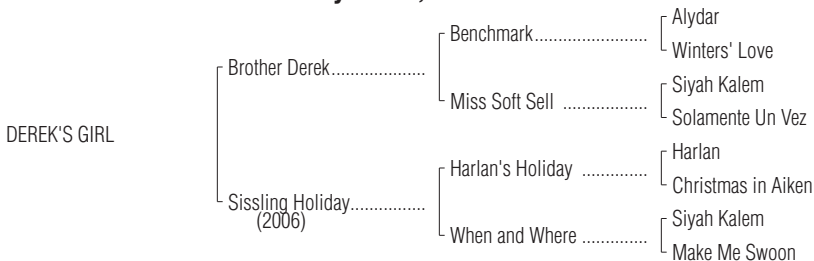 Alydar
Benchmark....................
Winters' Love
Brother Derek.....................
Siyah Kalem
Miss Soft Sell ..................
Solamente Un Vez
DEREK'S GIRL
Harlan
Harlan's Holiday ..............
Christmas in Aiken
Sissling Holiday................
(2006)
Siyah Kalem
When and Where ..............
Make Me Swoon